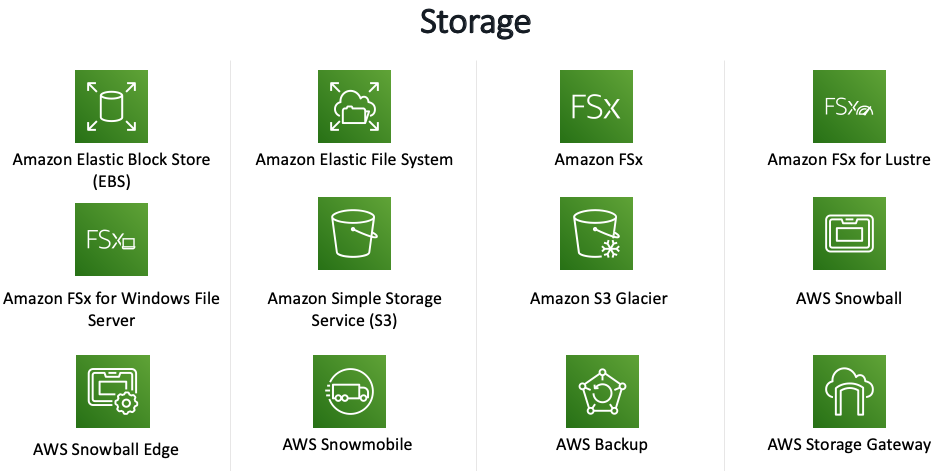 Storage
FSx
FSx
Amazon Elastic Block Store
(EBS)
Amazon Elastic File System
Amazon FSx
Amazon FSx for Lustre
FSx
Amazon FSx for Windows File
Server
Amazon Simple Storage
Service (S3)
Amazon S3 Glacier
AWS Snowball
AWS Snowball Edge
AWS Snowmobile
AWS Backup
AWS Storage Gateway